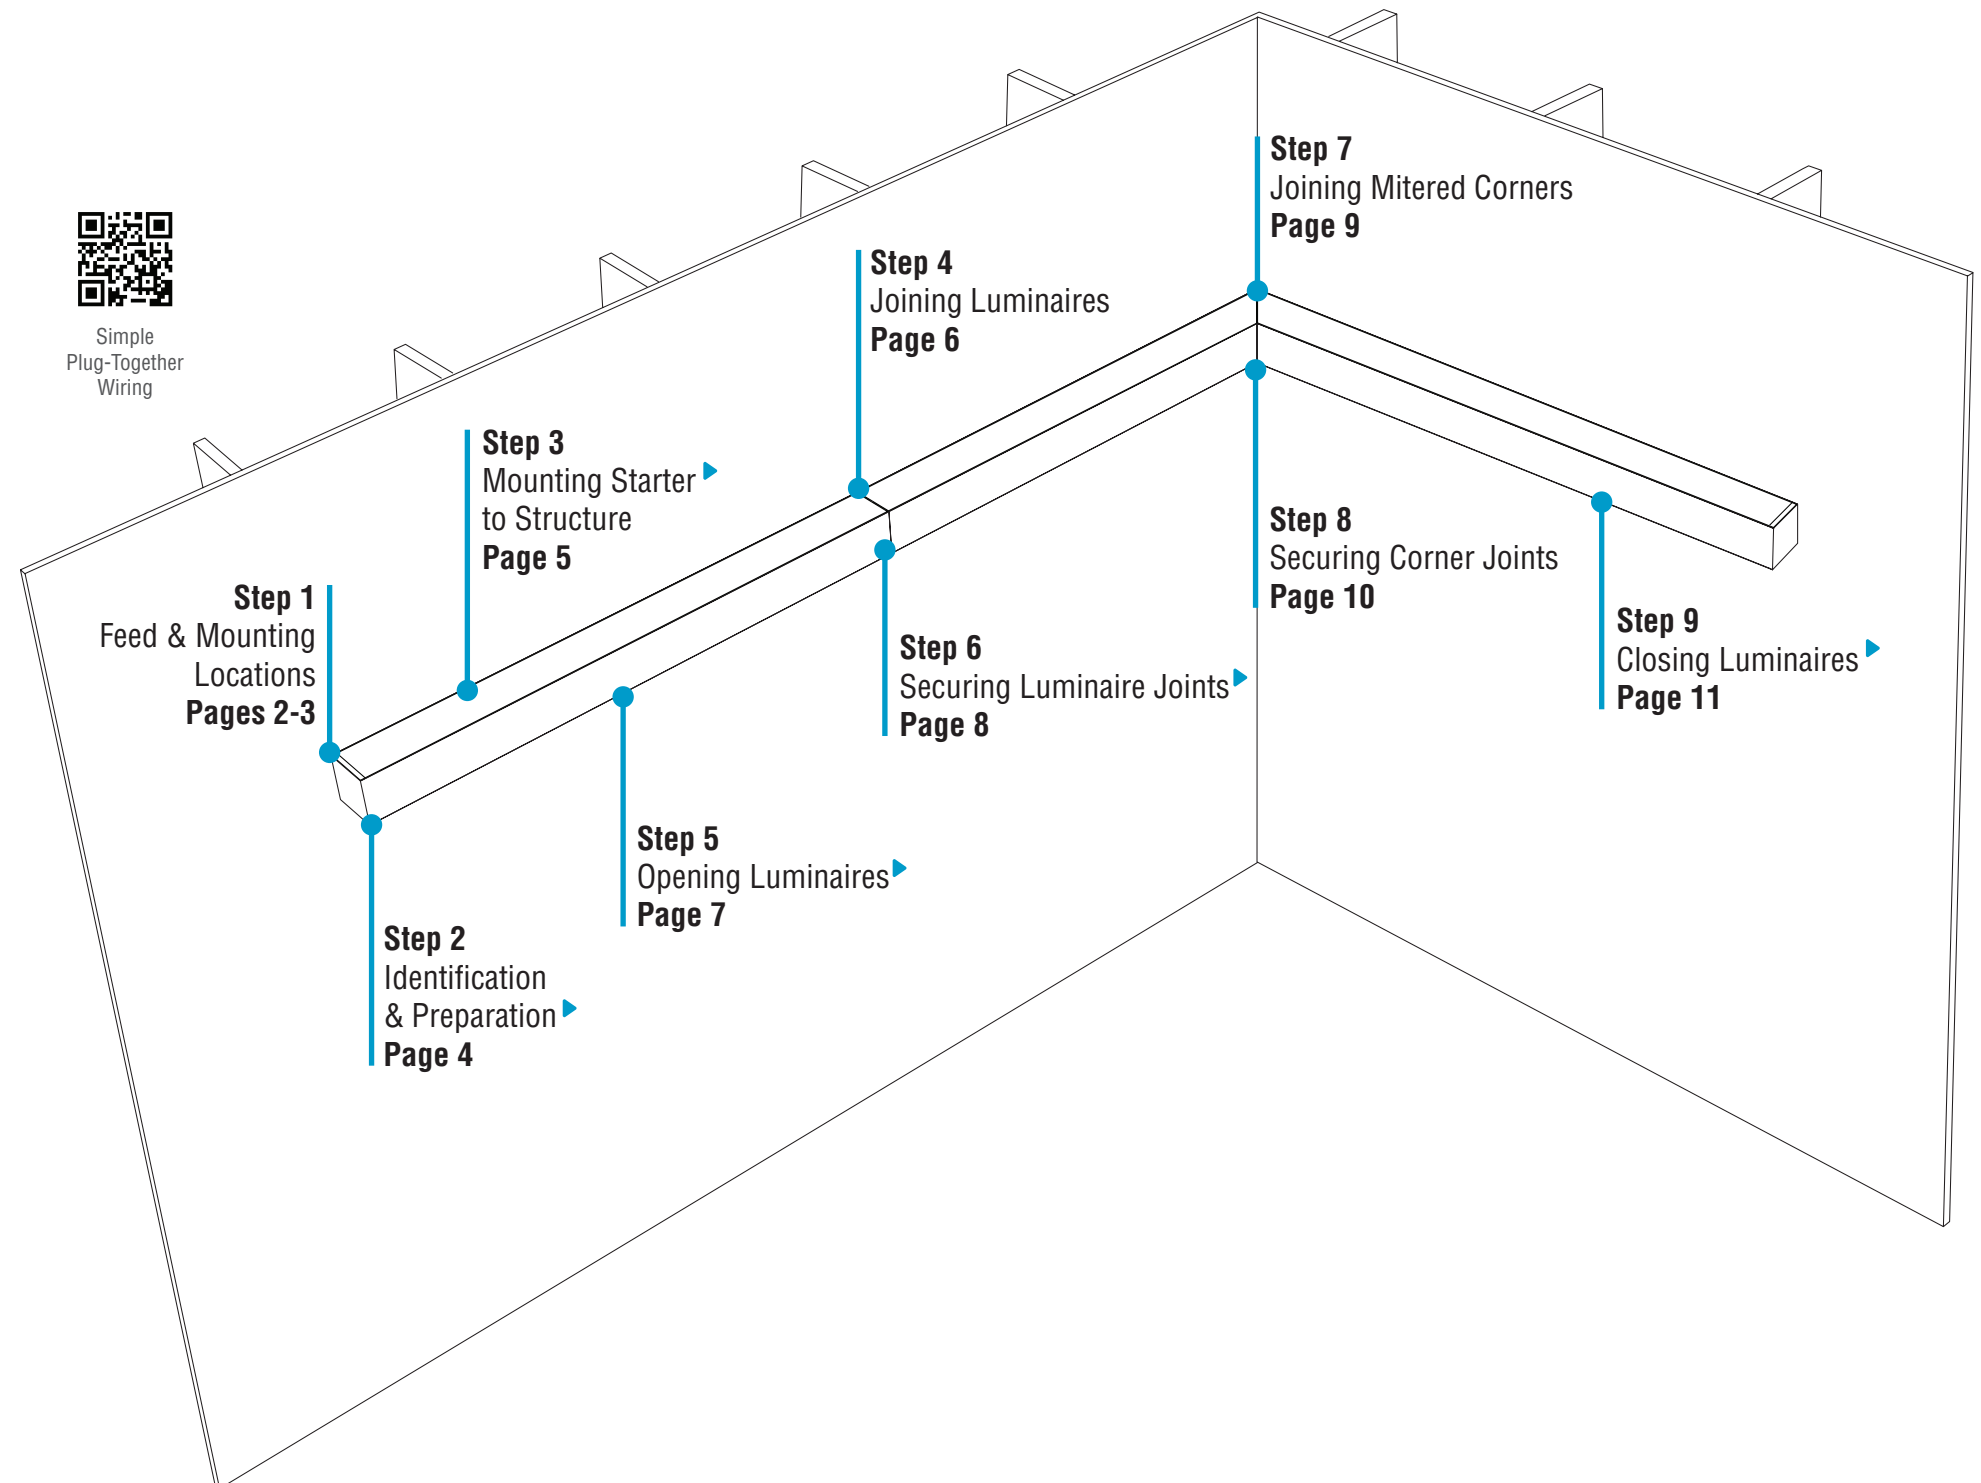 Simple
Plug-Together
Wiring
Step 1
Feed & Mounting
Locations
Pages 2-3
Step 2
Identification
& Preparation
Page 4
Step 3
Mounting Starter
to Structure
Page 5
Step 4
Joining Luminaires
Page 6
Step 5
Opening Luminaires
Page 7
Step 6
Securing Luminaire Joints
Page 8
Step 7
Joining Mitered Corners
Page 9
Step 8
Securing Corner Joints
Page 10
Step 9
Closing Luminaires
Page 11